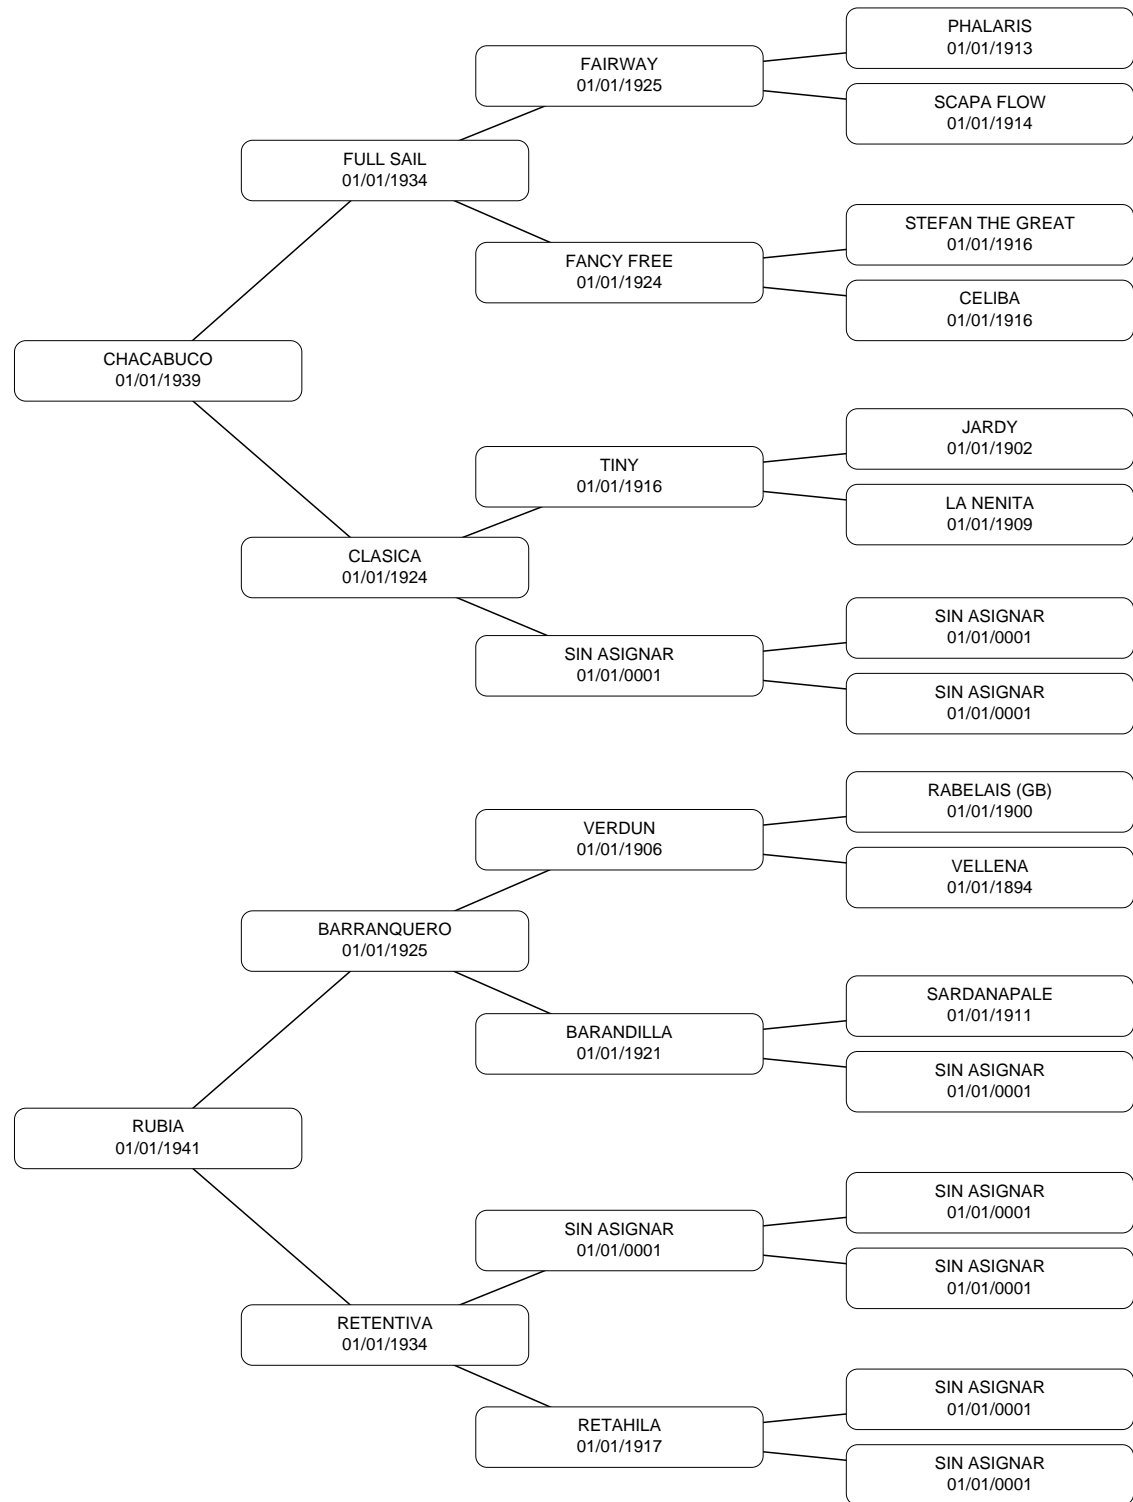 PHALARIS
01/01/1913
FAIRWAY
01/01/1925
SCAPA FLOW
01/01/1914
FULL SAIL
01/01/1934
STEFAN THE GREAT
01/01/1916
FANCY FREE
01/01/1924
CELIBA
01/01/1916
CHACABUCO
01/01/1939
JARDY
01/01/1902
TINY
01/01/1916
LA NENITA
01/01/1909
CLASICA
01/01/1924
SIN ASIGNAR
01/01/0001
SIN ASIGNAR
01/01/0001
SIN ASIGNAR
01/01/0001
RABELAIS (GB)
01/01/1900
VERDUN
01/01/1906
VELLENA
01/01/1894
BARRANQUERO
01/01/1925
SARDANAPALE
01/01/1911
BARANDILLA
01/01/1921
SIN ASIGNAR
01/01/0001
RUBIA
01/01/1941
SIN ASIGNAR
01/01/0001
SIN ASIGNAR
01/01/0001
SIN ASIGNAR
01/01/0001
RETENTIVA
01/01/1934
SIN ASIGNAR
01/01/0001
RETAHILA
01/01/1917
SIN ASIGNAR
01/01/0001